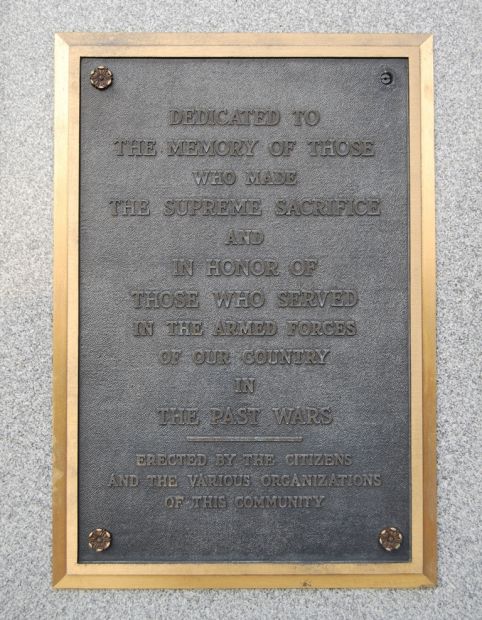 DEDICATED TO
THE MEMORY OF THOSE
WHO MADE
THE SUPREME SACRIFICE
AND
IN HONOR OF
THOSE WHO SERVED
IN THE ARMED FORCES
OF OUR COUNTRY
IN
THE PAST WARS
ERECTED BY THE CITIZENS
AND THE VARIOUS ORGANIZATIONS
OF THIS COMMUNITY